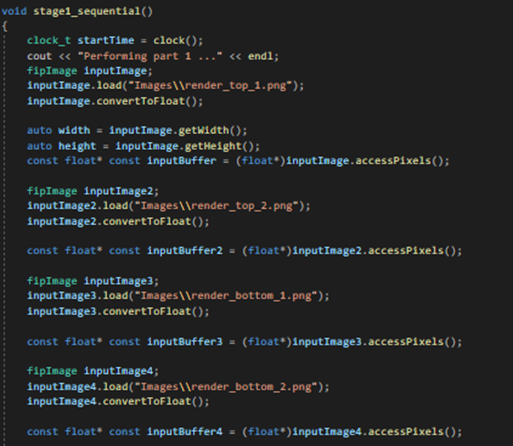 void stage1_sequential()
{
clock_t startTime = clock();
cout << "Performing part 1 ..." << endl;
fipImage inputImage;
inputImage.load("Images\\render_top_1.png");
inputImage.convertToFloat();
auto width = inputImage.getWidth();
auto height = inputImage.getHeight();
const float* const inputBuffer = (float*)inputImage.accessPixels();
fipImage inputImage2;
inputImage2.load("Images\\render_top_2.png");
inputImage2.convertToFloat();
const float* const inputBuffer2 = (float*)inputImage2.accessPixels();
fipImage inputImage3;
inputImage3.load("Images\\render_bottom_1.png");
inputImage3.convertToFloat();
const float* const inputBuffer3 = (float*)inputImage3.accessPixels();
fipImage inputImage4;
inputImage4.load("Images\\render_bottom_2.png");
inputImage4.convertToFloat();
const float* const inputBuffer4 = (float*)inputImage4.accessPixels();